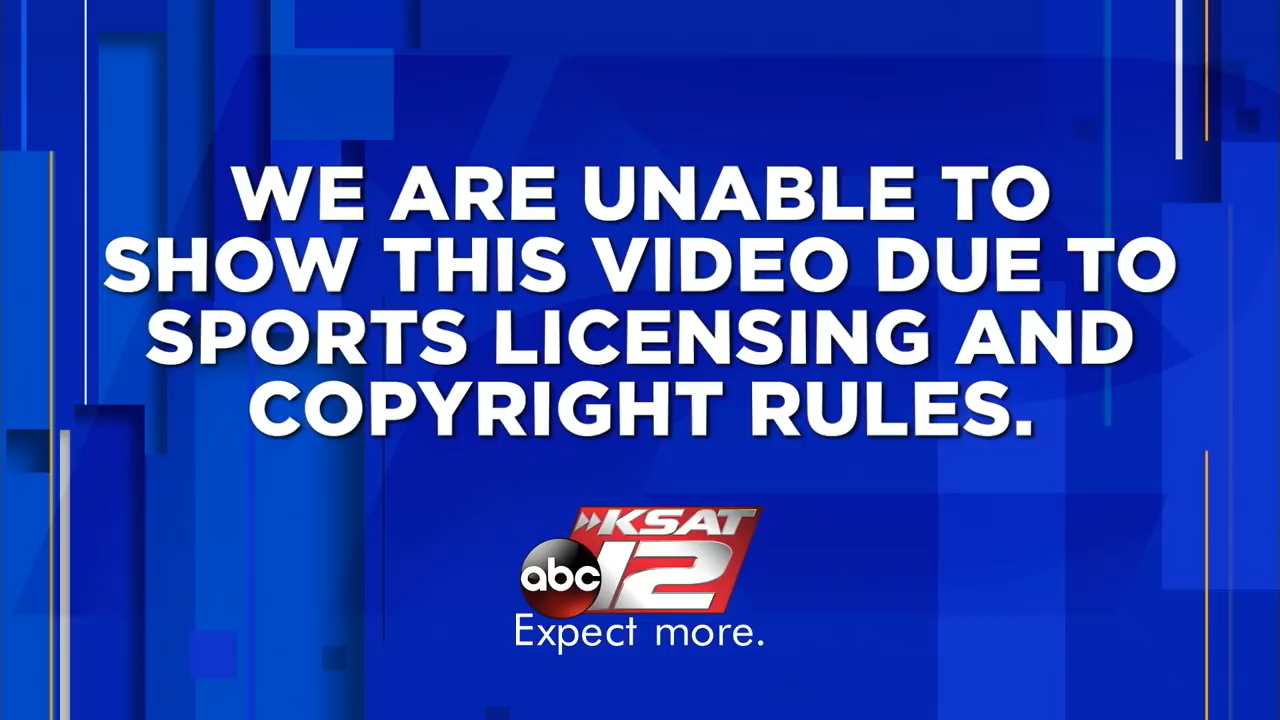 WE ARE UNABLE TO
SHOW THIS VIDEO DUE TO
SPORTS LICENSING AND
COPYRIGHT RULES.
KSAT
abc 12
Expect more.